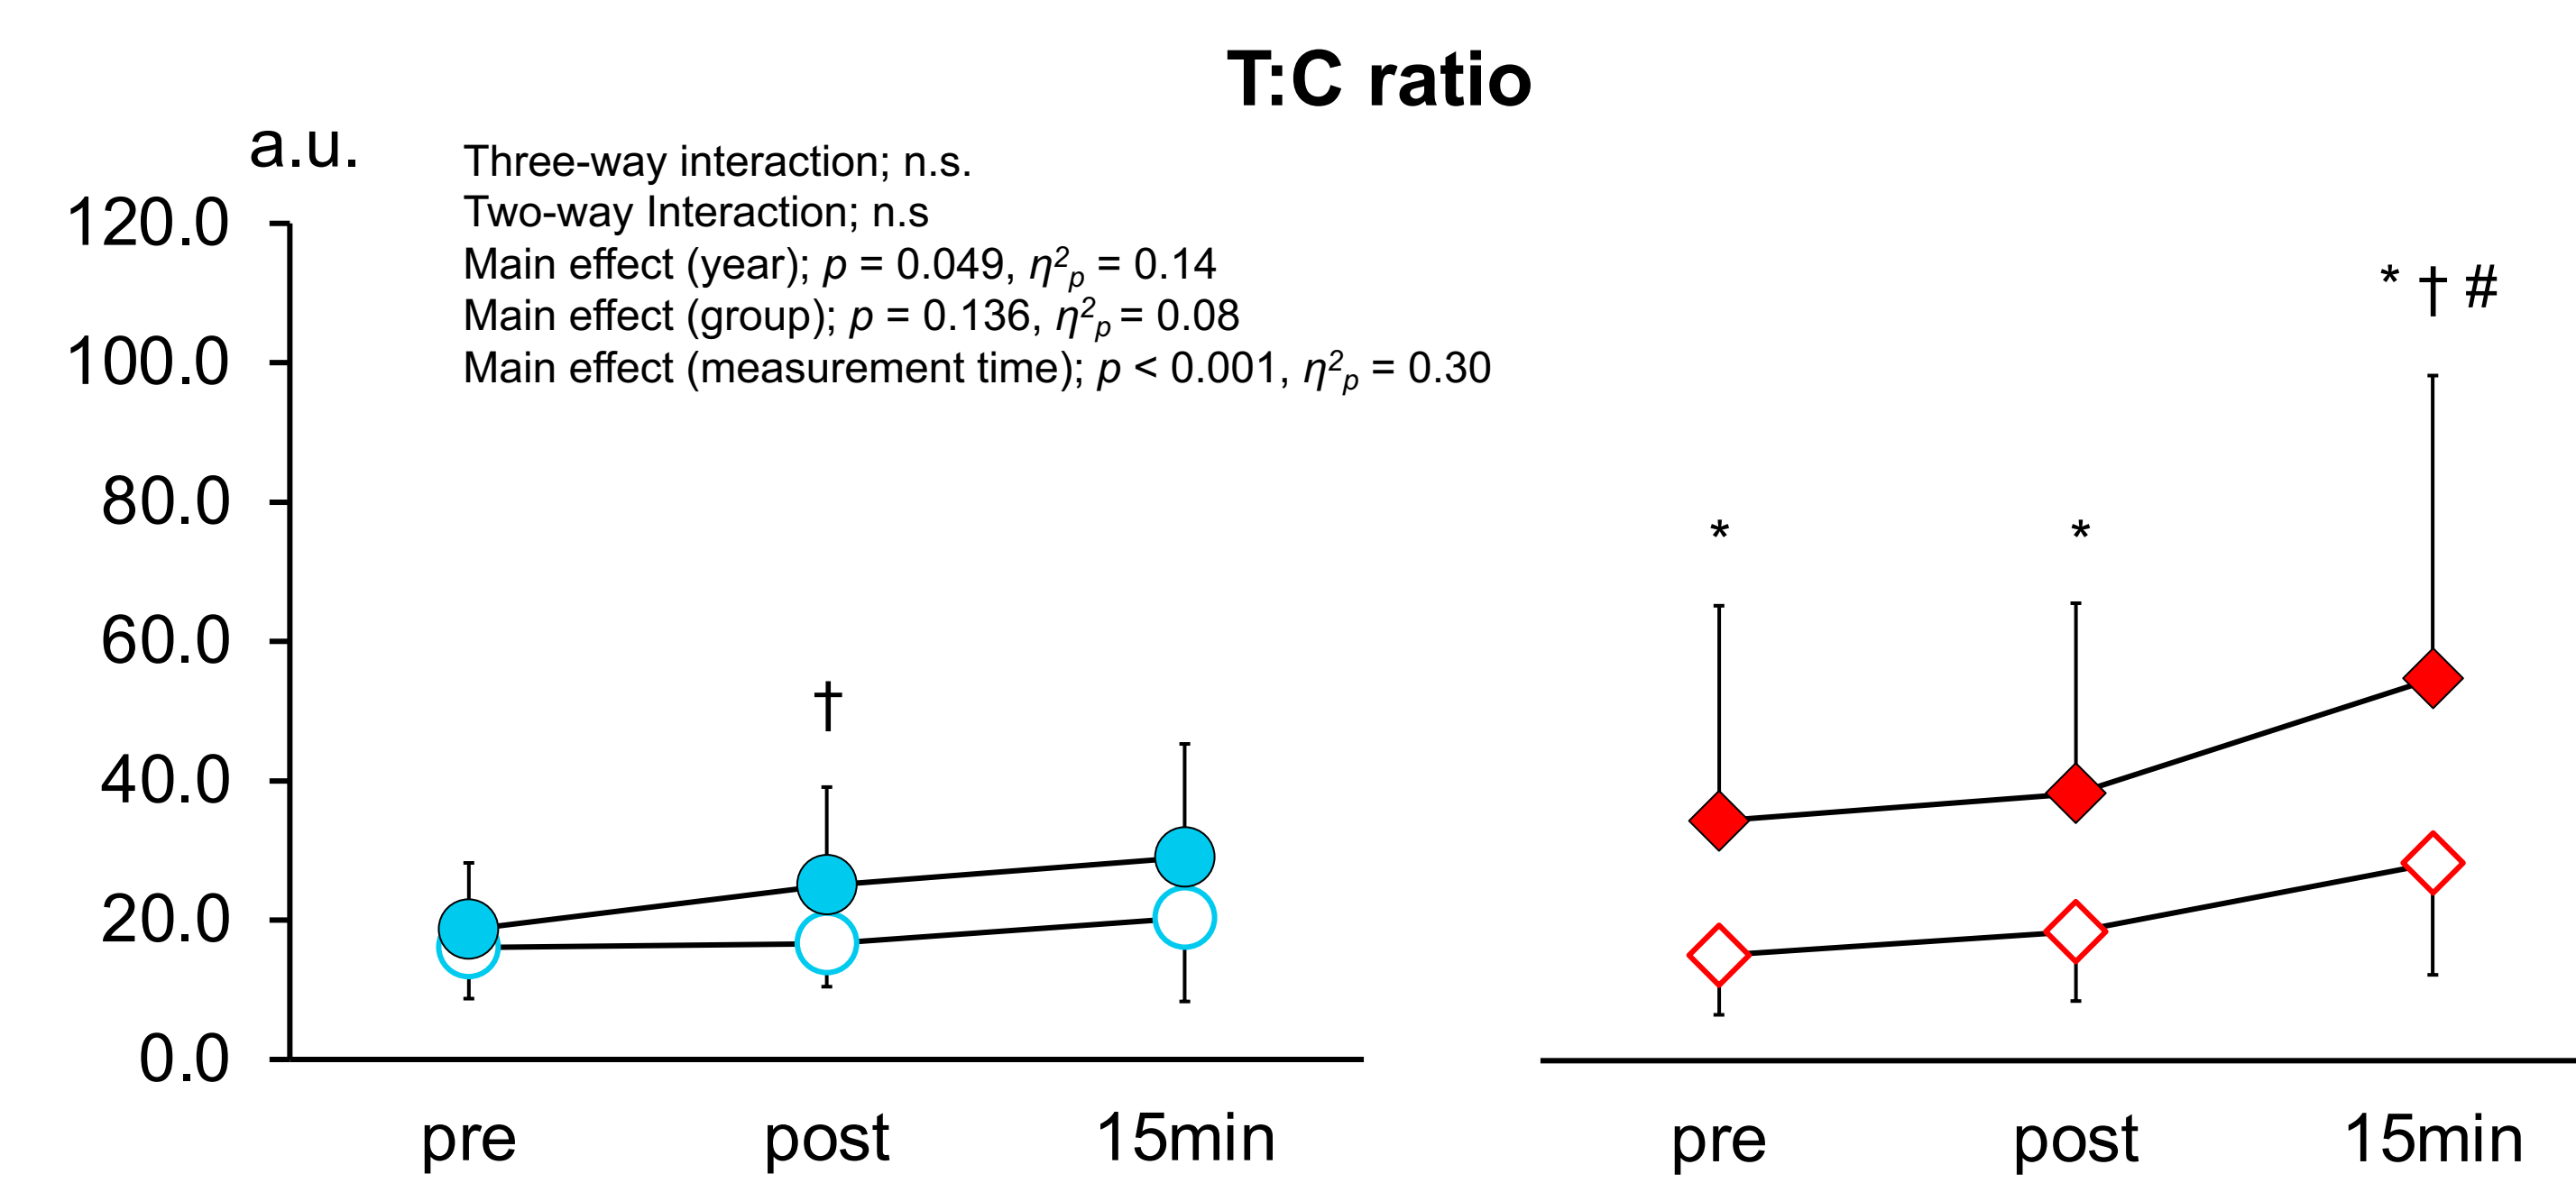 T:C ratio
a.u.
Three-way interaction; n.s.
Two-way Interaction; n.s
Main effect (year); p = 0.049, η²ₚ = 0.14
Main effect (group); p = 0.136, η²ₚ = 0.08
Main effect (measurement time); p < 0.001, η²ₚ = 0.30
120.0
100.0
80.0
60.0
40.0
20.0
0.0
* † #
* *
†
pre post 15min pre post 15min